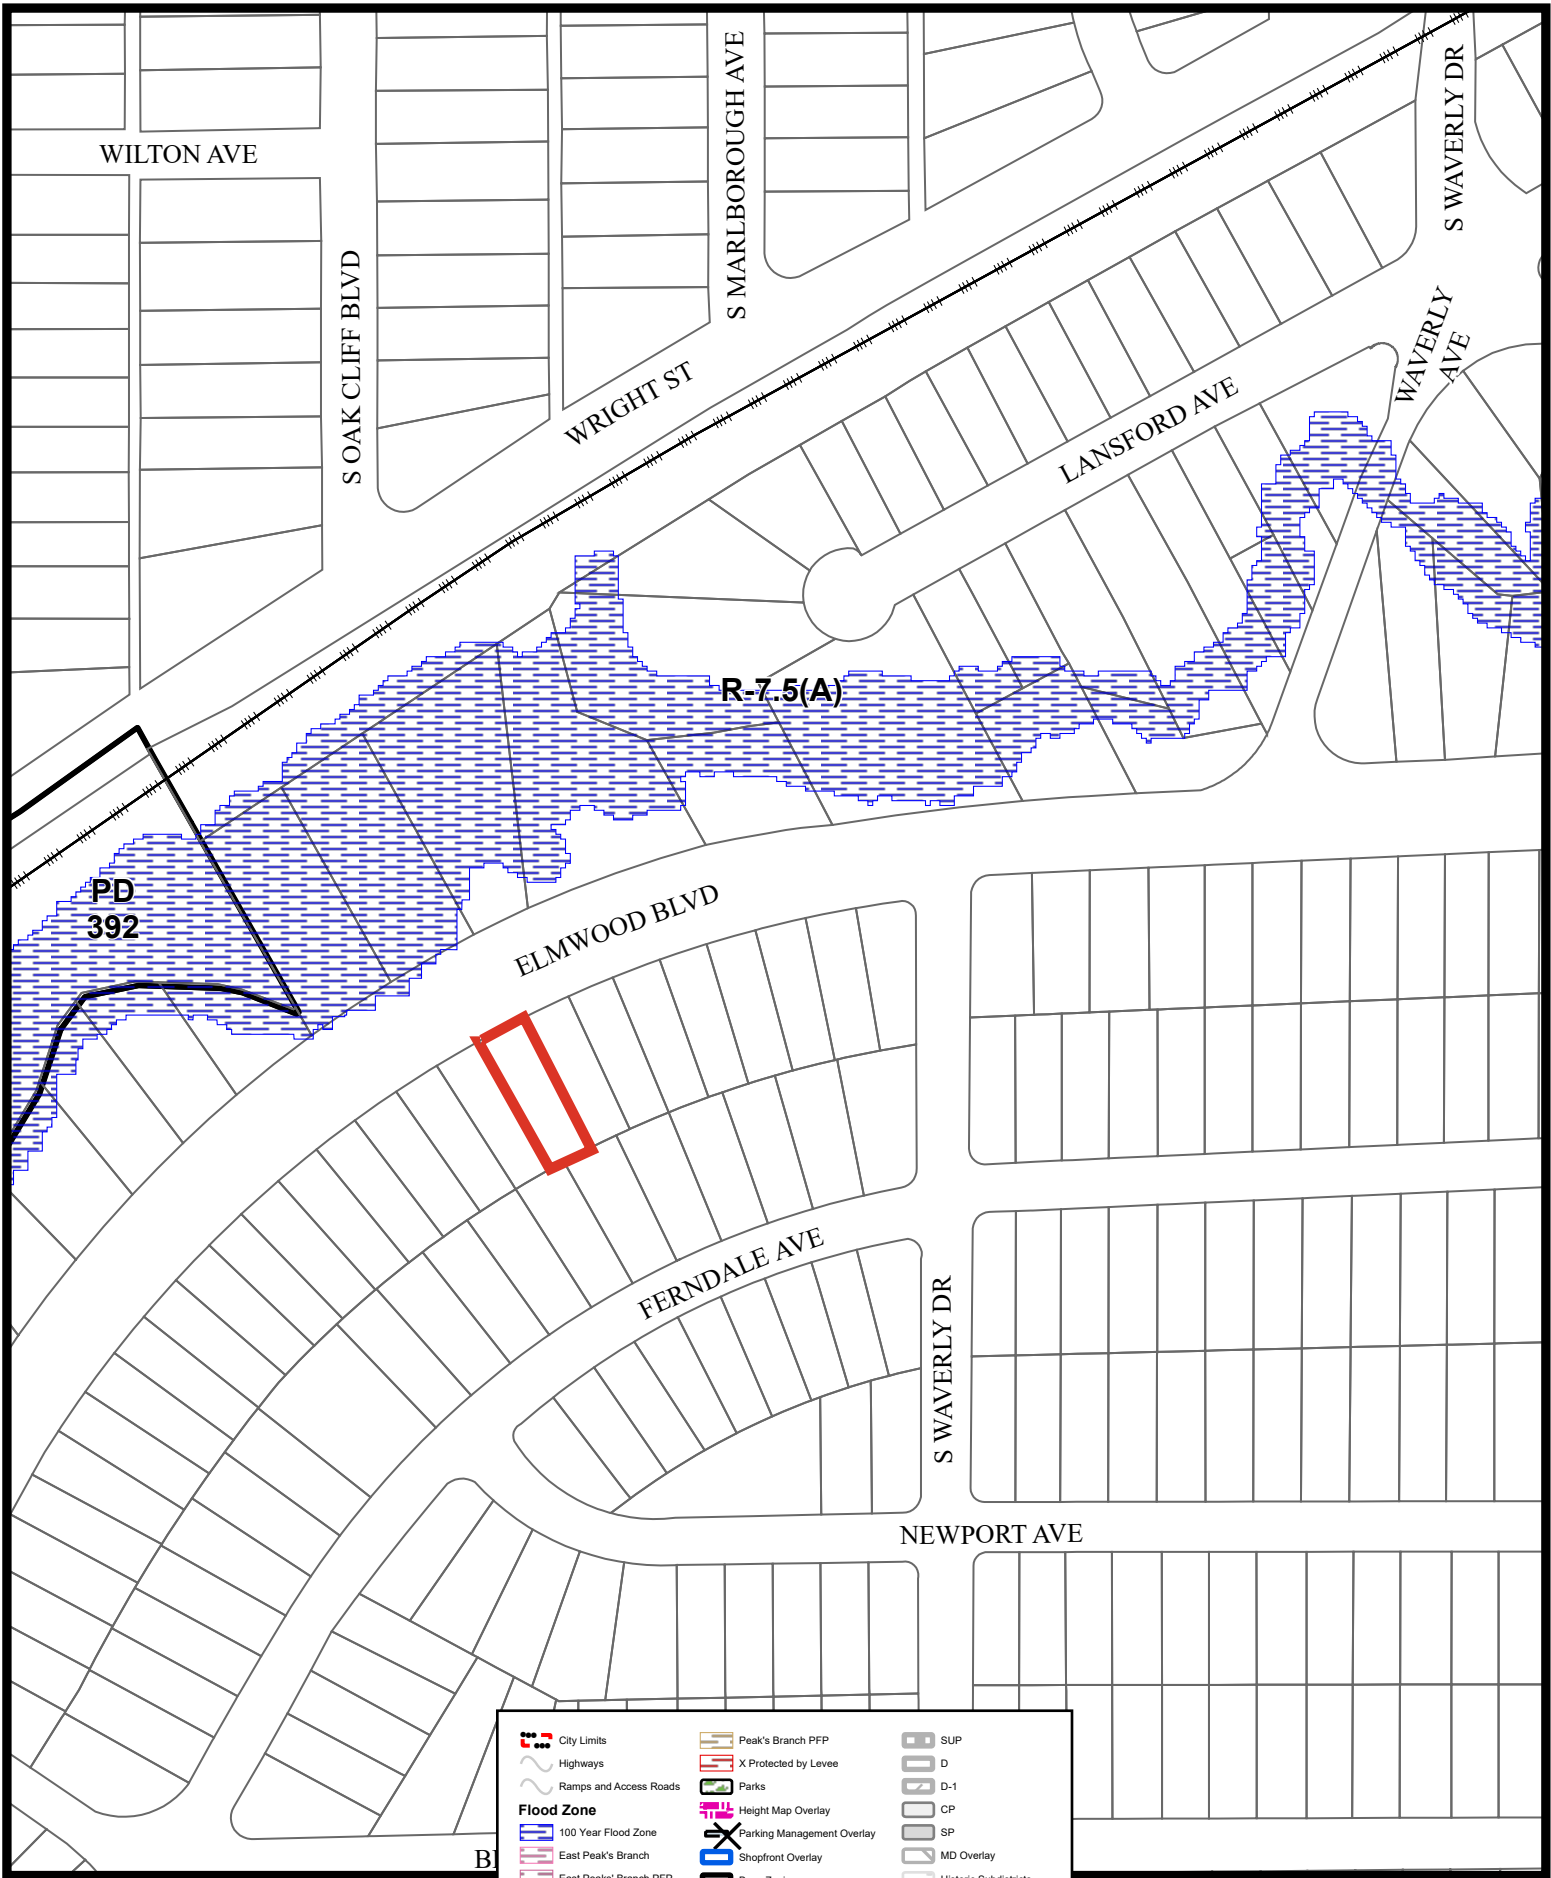 WILTON AVE
S OAK CLIFF BLVD
S MARLBOROUGH AVE
S WAVERLY DR
WRIGHT ST
WAVERLY
AVE
LANSFORD AVE
R-7.5(A)
PD
392
ELMWOOD BLVD
FERNDALE AVE
S WAVERLY DR
NEWPORT AVE
City Limits
Highways
Ramps and Access Roads
Flood Zone
100 Year Flood Zone
East Peak's Branch
Peak's Branch PFP
X Protected by Levee
Parks
Height Map Overlay
Parking Management Overlay
Shopfront Overlay
SUP
D
D-1
CP
SP
MD Overlay